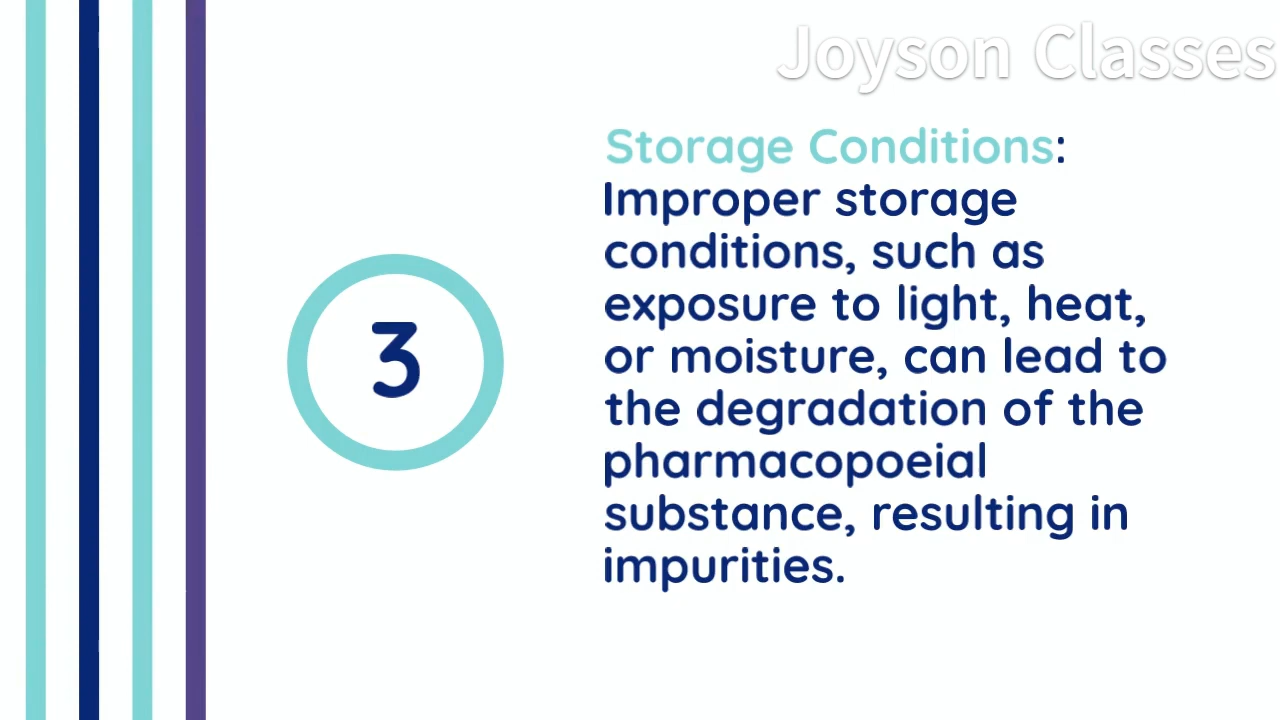 Joyson Classes
Storage Conditions:
Improper storage
conditions, such as
exposure to light, heat,
or moisture, can lead to
the degradation of the
pharmacopoeial
substance, resulting in
impurities.
3